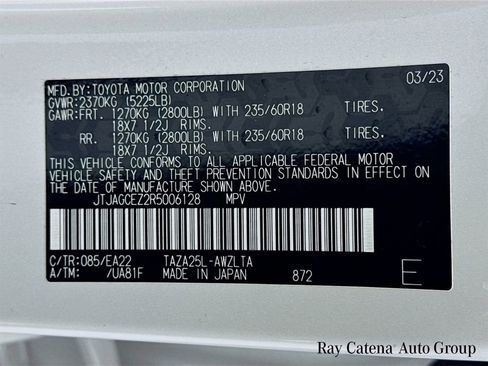 MFD.BY:TOYOTA MOTOR CORPORATION 03/23
GVWR:2370KG (5225LB)
GAWR:FRT. 1270KG (2800LB) WITH 235/60R18 TIRES,
18X7 1/2J RIMS.
RR. 1270KG (2800LB) WITH 235/60R18 TIRES,
18X7 1/2J RIMS.
THIS VEHICLE CONFORMS TO ALL APPLICABLE FEDERAL MOTOR
VEHICLE SAFETY AND THEFT PREVENTION STANDARDS IN EFFECT
ON THE DATE OF MANUFACTURE SHOWN ABOVE.
JTJAGCEZ2R5006128 MPV
C/TR:085/EA22 TAZA25L-AWZLTA
A/TM: /UA81F MADE IN JAPAN 872 E
Ray Catena Auto Group